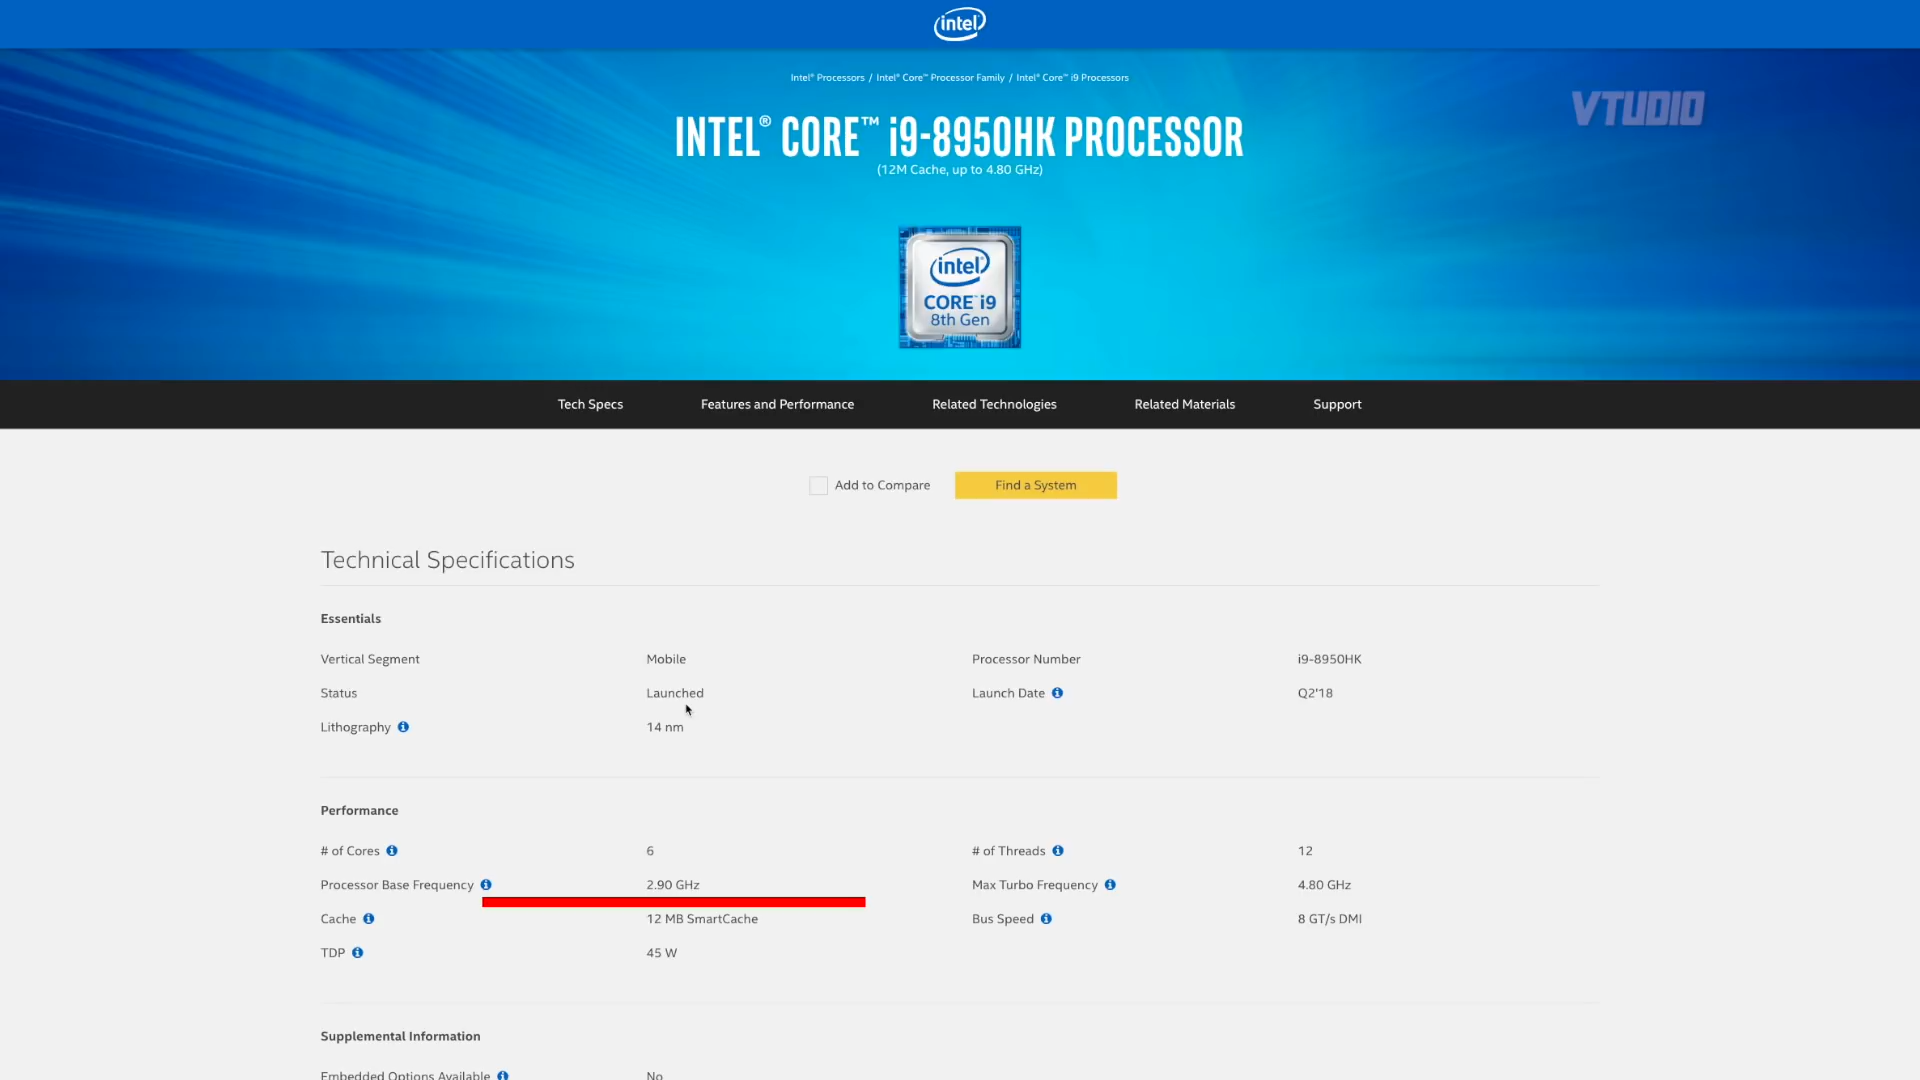 intel
Intel® Processors / Intel® Core™ Processor Family / Intel® Core™ i9 Processors
VTUDIO
INTEL® CORE™ i9-8950HK PROCESSOR
(12M Cache, up to 4.80 GHz)
intel
CORE™ i9
8th Gen
Tech Specs Features and Performance Related Technologies Related Materials Support
Add to Compare Find a System
Technical Specifications
Essentials
Vertical Segment Mobile Processor Number i9-8950HK
Status Launched Launch Date Q2'18
Lithography 14 nm
Performance
# of Cores 6 # of Threads 12
Processor Base Frequency 2.90 GHz Max Turbo Frequency 4.80 GHz
Cache 12 MB SmartCache Bus Speed 8 GT/s DMI
TDP 45 W
Supplemental Information
Embedded Options Available No